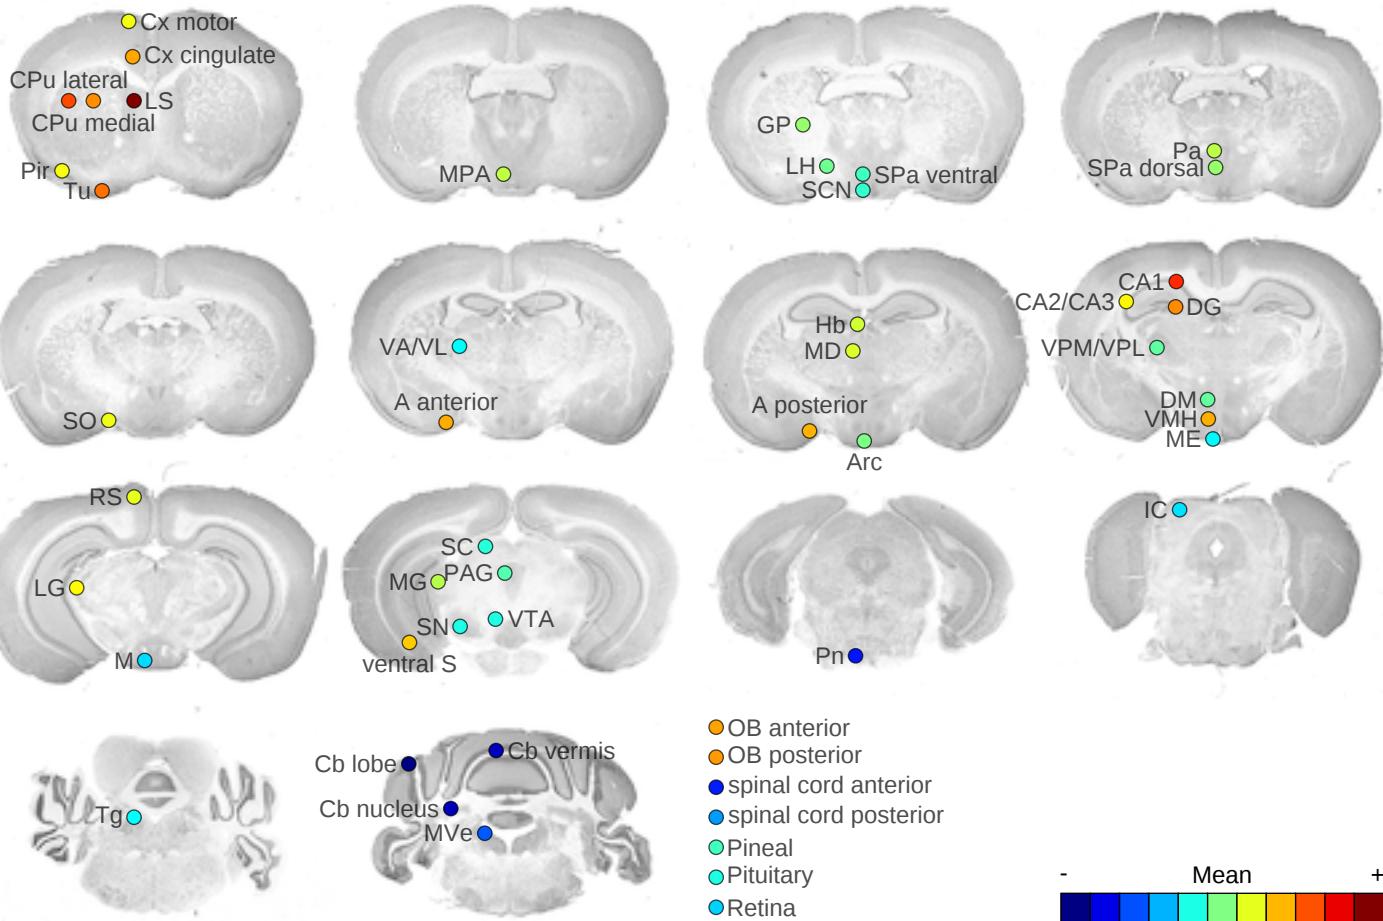 Cx motor
Cx cingulate
CPu lateral
LS
CPu medial
Pir
Tu
MPA
GP
LH
SPa ventral
SCN
Pa
SPa dorsal
SO
VA/VL
A anterior
Hb
MD
A posterior
Arc
CA1
CA2/CA3
DG
VPM/VPL
DM
VMH
ME
RS
LG
M
SC
PAG
MG
VTA
SN
ventral S
Pn
IC
Tg
Cb vermis
Cb lobe
Cb nucleus
MVe
OB anterior
OB posterior
spinal cord anterior
spinal cord posterior
Pineal
Pituitary
Retina
- Mean +